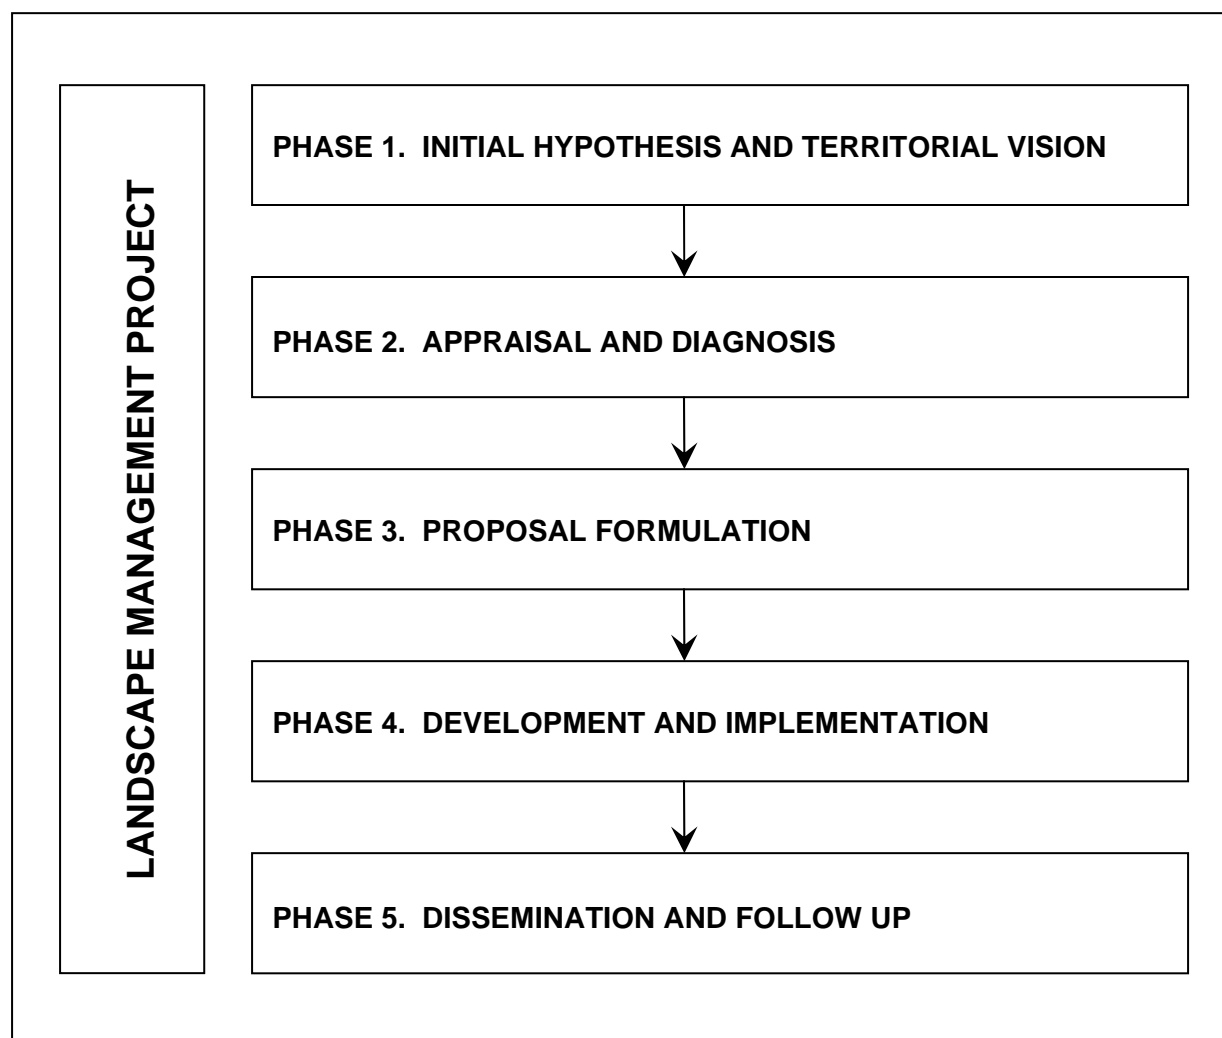 LANDSCAPE MANAGEMENT PROJECT
PHASE 1. INITIAL HYPOTHESIS AND TERRITORIAL VISION
PHASE 2. APPRAISAL AND DIAGNOSIS
PHASE 3. PROPOSAL FORMULATION
PHASE 4. DEVELOPMENT AND IMPLEMENTATION
PHASE 5. DISSEMINATION AND FOLLOW UP